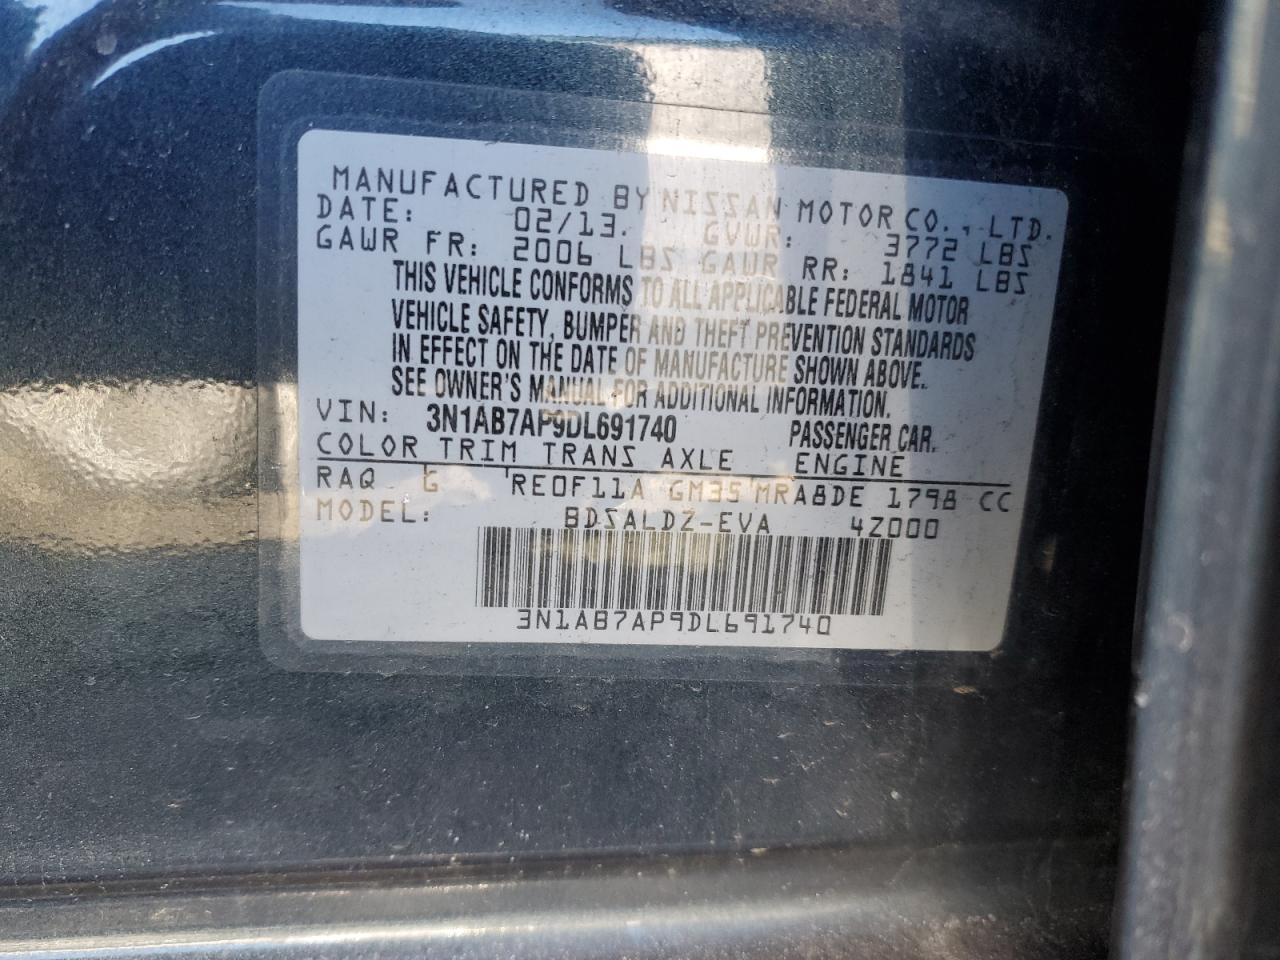 MANUFACTURED BY NISSAN MOTOR CO., LTD.
DATE: 02/13. GVWR: 3772 LBS
GAWR FR: 2006 LBS GAWR RR: 1841 LBS
THIS VEHICLE CONFORMS TO ALL APPLICABLE FEDERAL MOTOR
VEHICLE SAFETY, BUMPER AND THEFT PREVENTION STANDARDS
IN EFFECT ON THE DATE OF MANUFACTURE SHOWN ABOVE.
SEE OWNER'S MANUAL FOR ADDITIONAL INFORMATION.
VIN: 3N1AB7AP9DL691740 PASSENGER CAR.
COLOR TRIM TRANS AXLE ENGINE
RAQ G RE0F11A GM35 MRA8DE 1798 CC
MODEL: BDSALDZ-EVA 4Z000
3N1AB7AP9DL691740